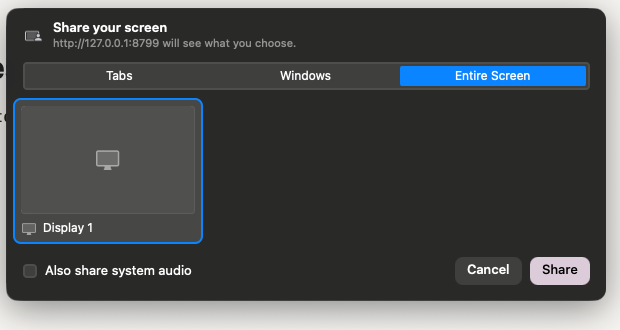 Share your screen
http://127.0.0.1:8799 will see what you choose.
Tabs
Windows
Entire Screen
Display 1
Also share system audio
Cancel
Share